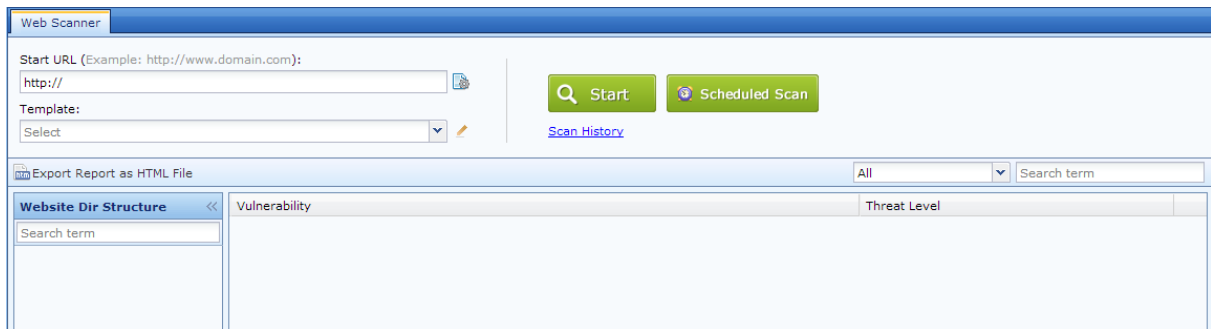 Web Scanner
Start URL (Example: http://www.domain.com):
http://
Template:
Select
Start
Scheduled Scan
Scan History
Export Report as HTML File
All
Search term
Website Dir Structure
Search term
Vulnerability
Threat Level